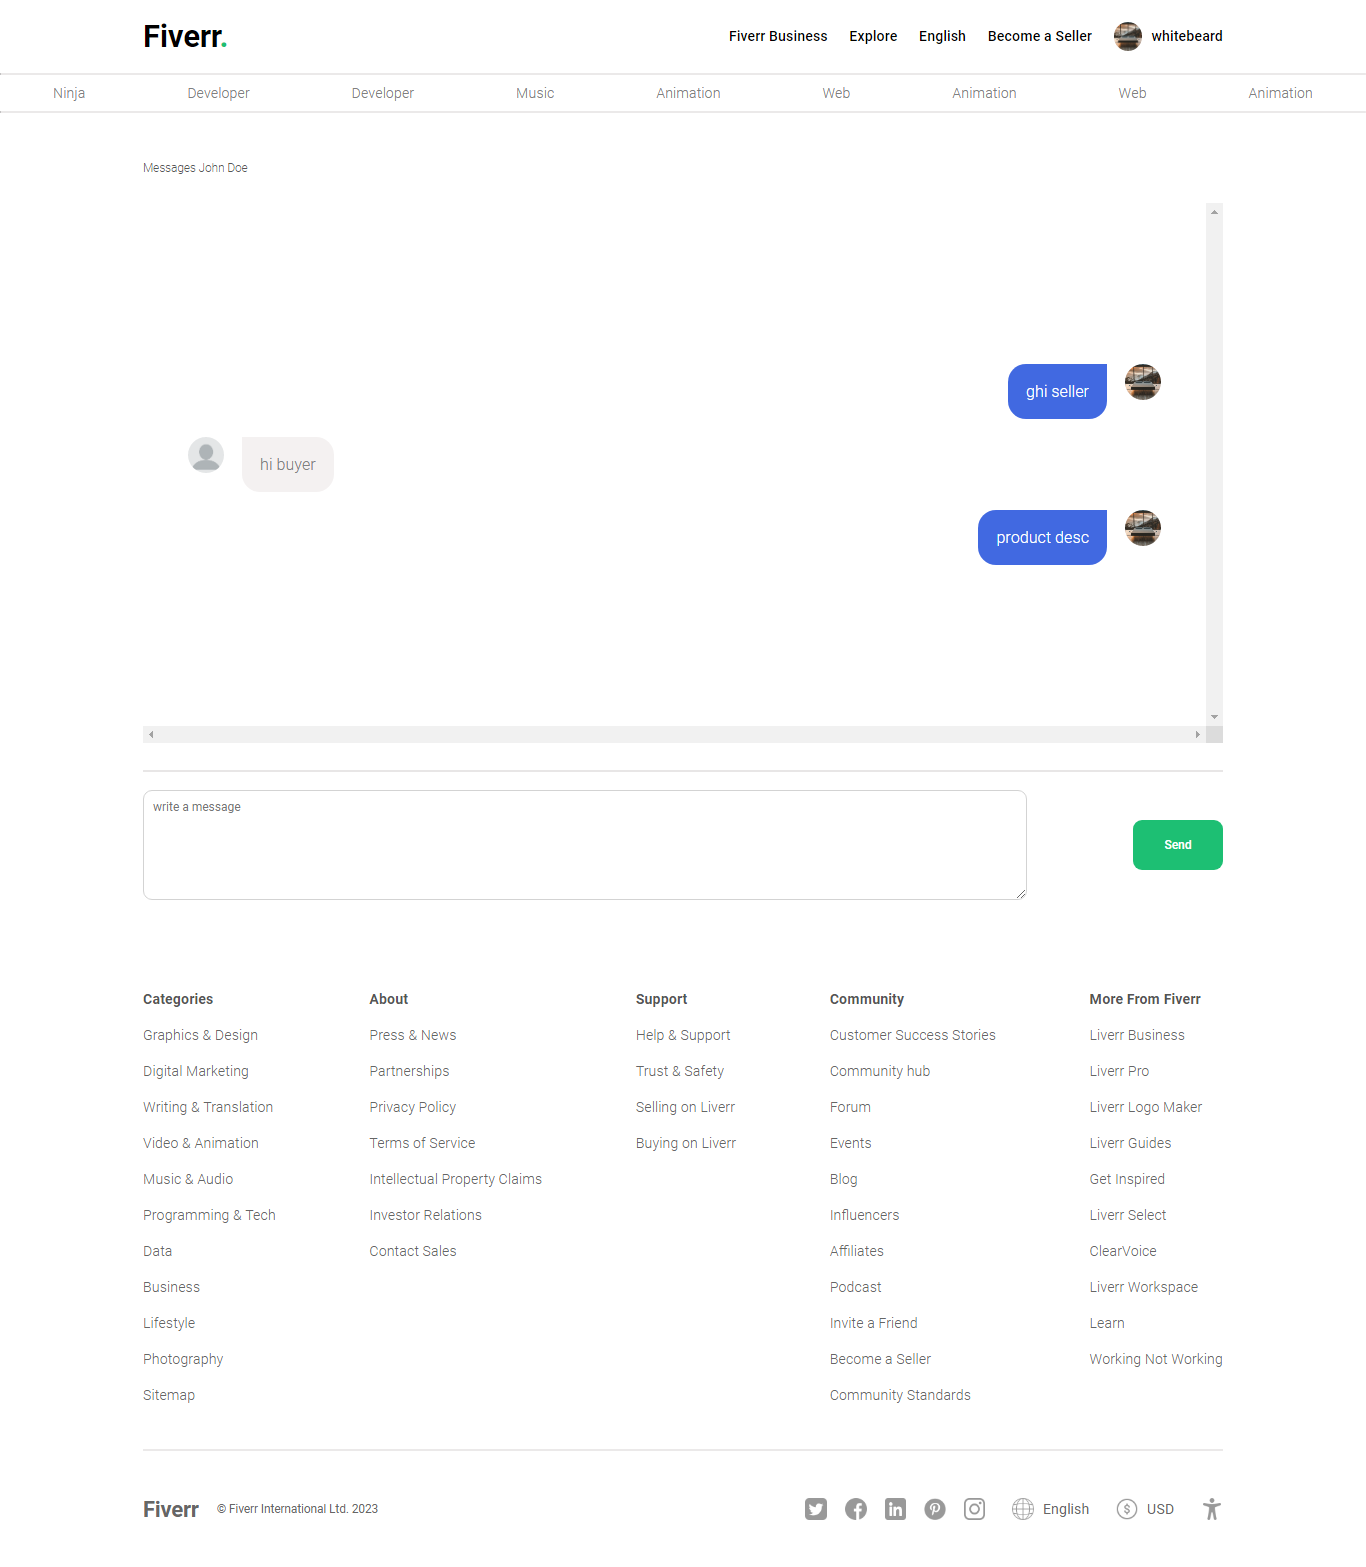 Fiverr.
Fiverr Business Explore English Become a Seller whitebeard
Ninja Developer Developer Music Animation Web Animation Web Animation
Messages John Doe
ghi seller
hi buyer
product desc
write a message
Send
Categories
Graphics & Design
Digital Marketing
Writing & Translation
Video & Animation
Music & Audio
Programming & Tech
Data
Business
Lifestyle
Photography
Sitemap
About
Press & News
Partnerships
Privacy Policy
Terms of Service
Intellectual Property Claims
Investor Relations
Contact Sales
Support
Help & Support
Trust & Safety
Selling on Liverr
Buying on Liverr
Community
Customer Success Stories
Community hub
Forum
Events
Blog
Influencers
Affiliates
Podcast
Invite a Friend
Become a Seller
Community Standards
More From Fiverr
Liverr Business
Liverr Pro
Liverr Logo Maker
Liverr Guides
Get Inspired
Liverr Select
ClearVoice
Liverr Workspace
Learn
Working Not Working
Fiverr © Fiverr International Ltd. 2023 English USD